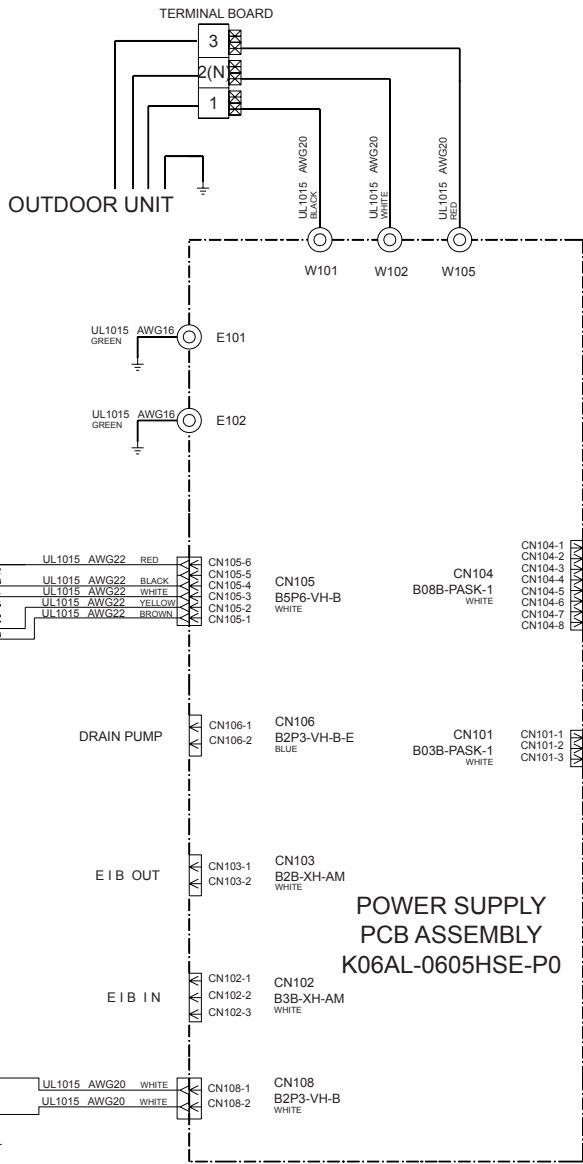 TERMINAL BOARD
3
2(N)
1
OUTDOOR UNIT
UL1015 AWG20
BLACK
UL1015 AWG20
WHITE
UL1015 AWG20
RED
W101
W102
W105
UL1015 AWG16
GREEN
E101
UL1015 AWG16
GREEN
E102
UL1015 AWG22 RED
UL1015 AWG22 BLACK
UL1015 AWG22 WHITE
UL1015 AWG22 YELLOW
UL1015 AWG22 BROWN
CN105-6
CN105-5
CN105-4
CN105-3
CN105-2
CN105-1
CN105
B5P6-VH-B
WHITE
CN104
B08B-PASK-1
WHITE
CN104-1
CN104-2
CN104-3
CN104-4
CN104-5
CN104-6
CN104-7
CN104-8
DRAIN PUMP
CN106-1
CN106-2
CN106
B2P3-VH-B-E
BLUE
CN101
B03B-PASK-1
WHITE
CN101-1
CN101-2
CN101-3
E I B OUT
CN103-1
CN103-2
CN103
B2B-XH-AM
WHITE
POWER SUPPLY
PCB ASSEMBLY
K06AL-0605HSE-P0
E I B IN
CN102-1
CN102-2
CN102-3
CN102
B3B-XH-AM
WHITE
UL1015 AWG20 WHITE
UL1015 AWG20 WHITE
CN108-1
CN108-2
CN108
B2P3-VH-B
WHITE